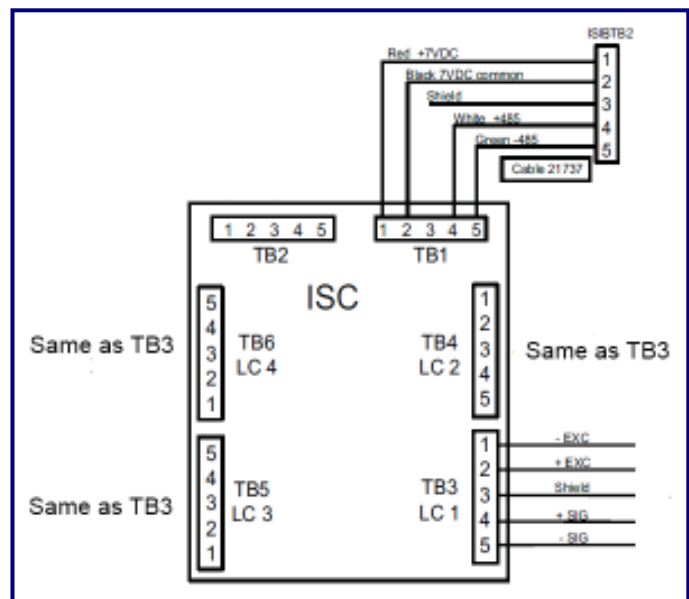 ISIBTB2
Red +7VDC
1
Black 7VDC common
2
Shield
3
White +485
4
Green -485
5
Cable 21737
1 2 3 4 5
TB2
1 2 3 4 5
TB1
ISC
Same as TB3
5
4
3
2
1
TB6
LC 4
TB4
LC 2
1
2
3
4
5
Same as TB3
Same as TB3
5
4
3
2
1
TB5
LC 3
TB3
LC 1
1
- EXC
2
+ EXC
3
Shield
4
+ SIG
5
- SIG